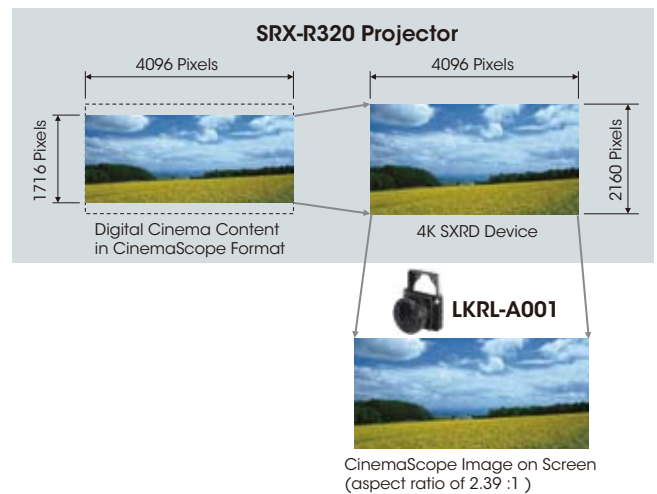 SRX-R320 Projector
4096 Pixels
4096 Pixels
1716 Pixels
2160 Pixels
Digital Cinema Content
in CinemaScope Format
4K SXRD Device
LKRL-A001
CinemaScope Image on Screen
(aspect ratio of 2.39 :1 )